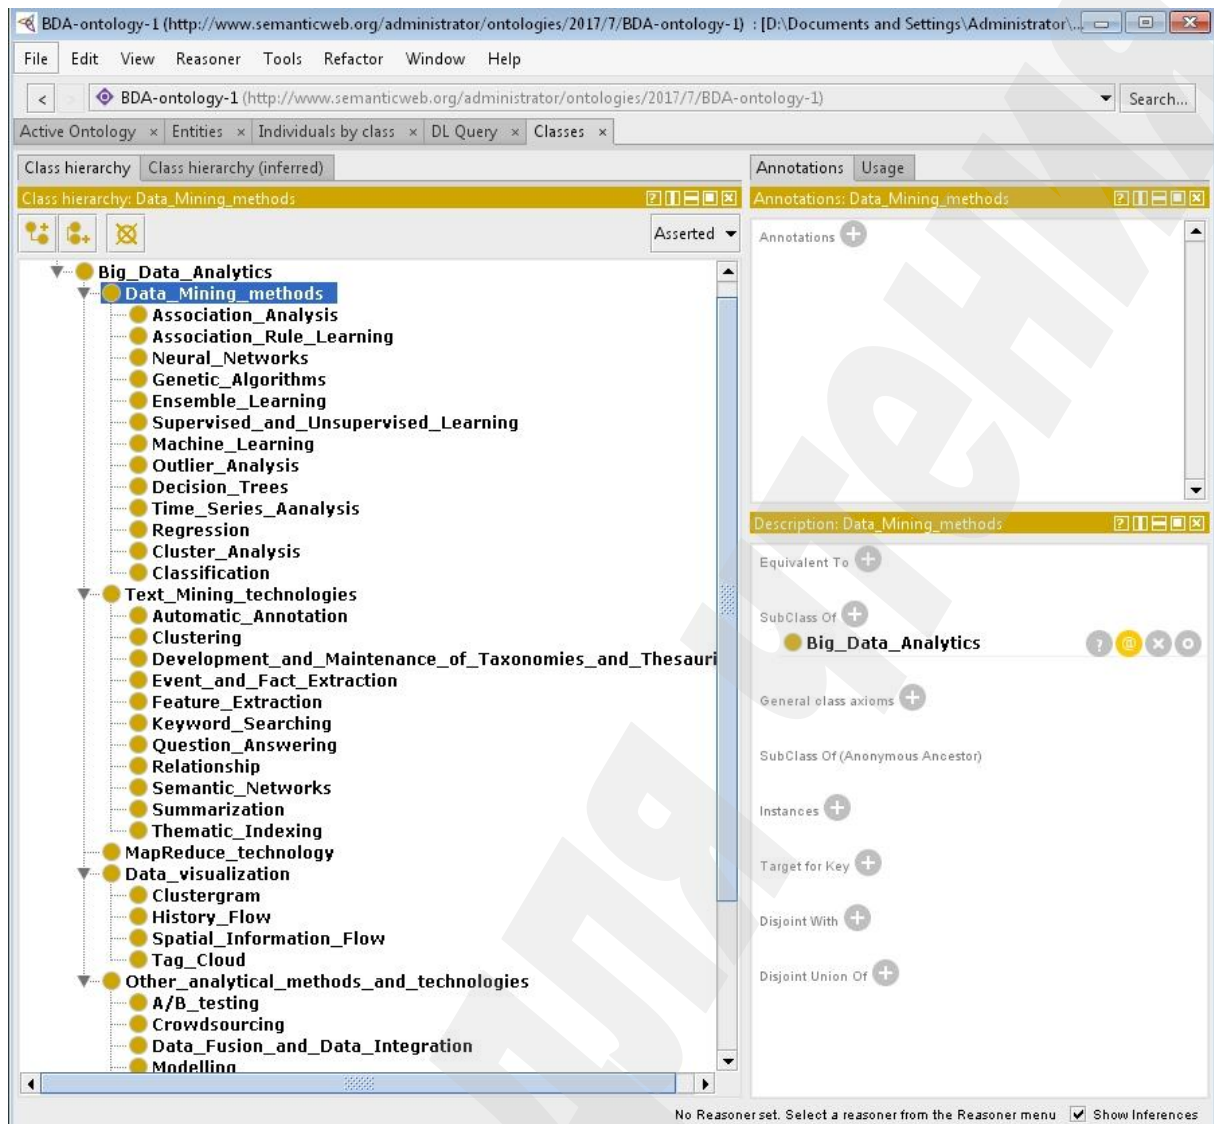 BDA-ontology-1 (http://www.semanticweb.org/administrator/ontologies/2017/7/BDA-ontology-1) : [D:\Documents and Settings\Administrator\...
File Edit View Reasoner Tools Refactor Window Help
< > BDA-ontology-1 (http://www.semanticweb.org/administrator/ontologies/2017/7/BDA-ontology-1) Search...
Active Ontology × Entities × Individuals by class × DL Query × Classes ×
Class hierarchy Class hierarchy (inferred)
Class hierarchy: Data_Mining_methods
Asserted
Big_Data_Analytics
Data_Mining_methods
Association_Analysis
Association_Rule_Learning
Neural_Networks
Genetic_Algorithms
Ensemble_Learning
Supervised_and_Unsupervised_Learning
Machine_Learning
Outlier_Analysis
Decision_Trees
Time_Series_Aanalysis
Regression
Cluster_Analysis
Classification
Text_Mining_technologies
Automatic_Annotation
Clustering
Development_and_Maintenance_of_Taxonomies_and_Thesauri
Event_and_Fact_Extraction
Feature_Extraction
Keyword_Searching
Question_Answering
Relationship
Semantic_Networks
Summarization
Thematic_Indexing
MapReduce_technology
Data_visualization
Clustergram
History_Flow
Spatial_Information_Flow
Tag_Cloud
Other_analytical_methods_and_technologies
A/B_testing
Crowdsourcing
Data_Fusion_and_Data_Integration
Modelling
Annotations Usage
Annotations: Data_Mining_methods
Annotations
Description: Data_Mining_methods
Equivalent To
SubClass Of
Big_Data_Analytics
General class axioms
SubClass Of (Anonymous Ancestor)
Instances
Target for Key
Disjoint With
Disjoint Union Of
No Reasoner set. Select a reasoner from the Reasoner menu Show Inferences